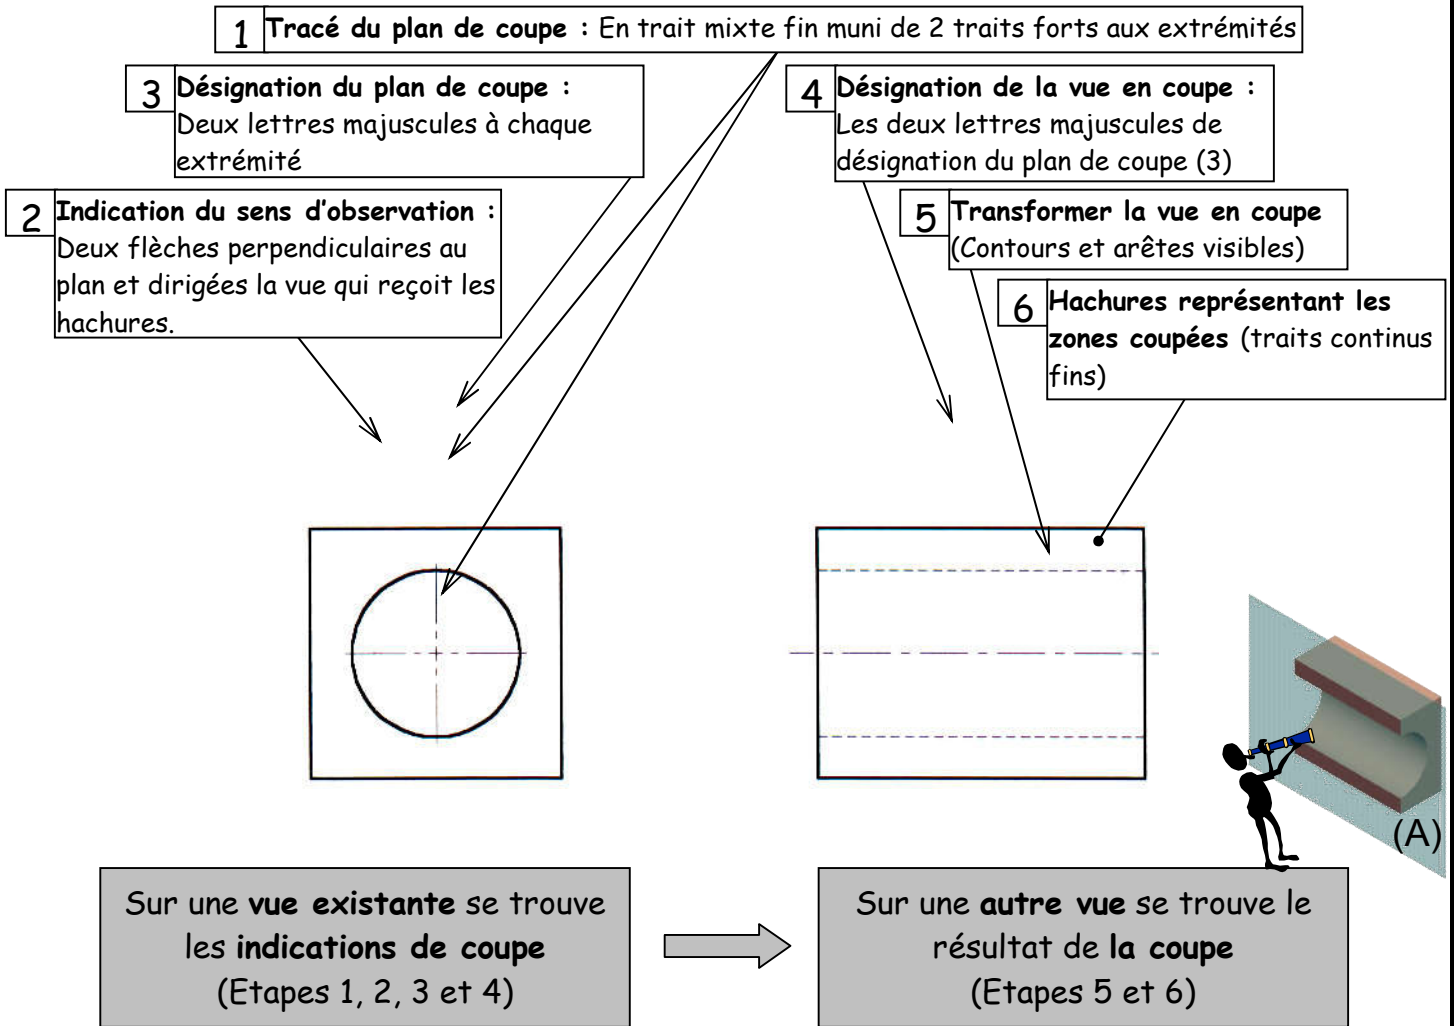 1 Tracé du plan de coupe : En trait mixte fin muni de 2 traits forts aux extrémités
3 Désignation du plan de coupe :
Deux lettres majuscules à chaque
extrémité
4 Désignation de la vue en coupe :
Les deux lettres majuscules de
désignation du plan de coupe (3)
2 Indication du sens d'observation :
Deux flèches perpendiculaires au
plan et dirigées la vue qui reçoit les
hachures.
5 Transformer la vue en coupe
(Contours et arêtes visibles)
6 Hachures représentant les
zones coupées (traits continus
fins)
(A)
Sur une vue existante se trouve
les indications de coupe
(Etapes 1, 2, 3 et 4)
Sur une autre vue se trouve le
résultat de la coupe
(Etapes 5 et 6)